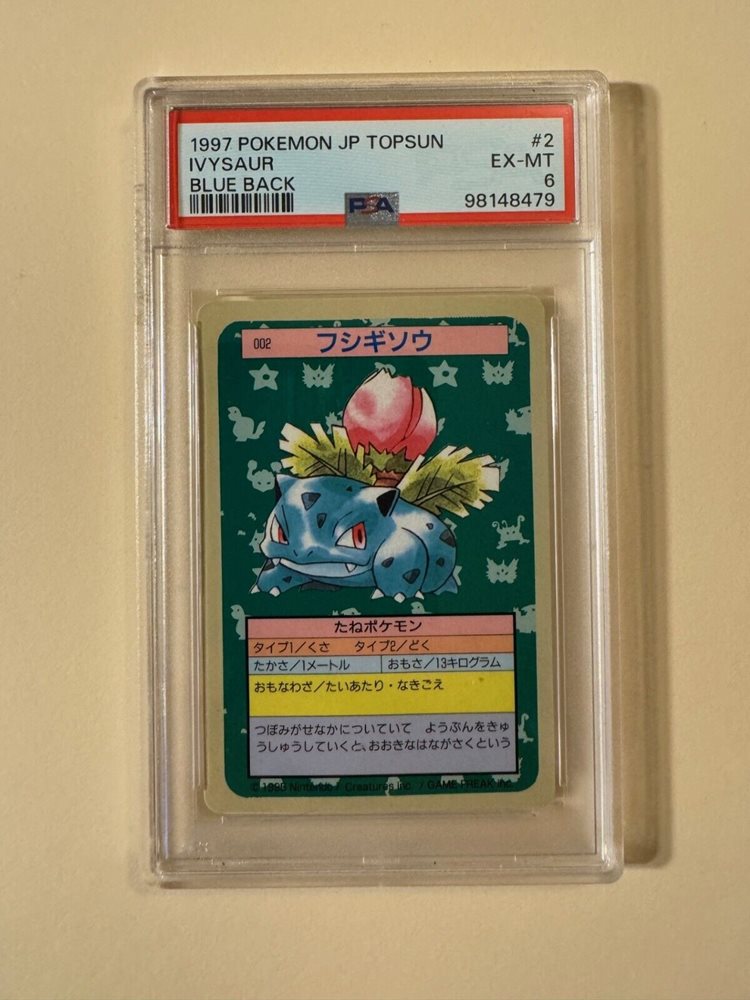 1997 POKEMON JP TOPSUN #2
IVYSAUR EX-MT
BLUE BACK 6
PSA 98148479
002 フシギソウ
たねポケモン
タイプ1/くさ タイプ2/どく
たかさ/1メートル おもさ/13キログラム
おもなわざ/たいあたり・なきごえ
つぼみがせなかについていて ようぶんをきゅ
うしゅうしていくと、おおきなはながさくという
Nintendo / Creatures inc. / GAME FREAK inc.